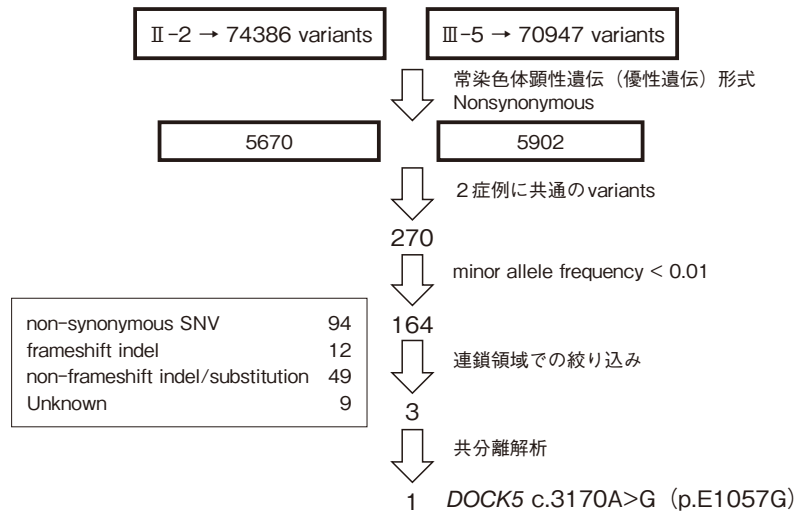 Ⅱ-2 → 74386 variants
Ⅲ-5 → 70947 variants
常染色体顕性遺伝（優性遺伝）形式
Nonsynonymous
5670
5902
２症例に共通のvariants
270
minor allele frequency < 0.01
164
non-synonymous SNV 94
frameshift indel 12
non-frameshift indel/substitution 49
Unknown 9
連鎖領域での絞り込み
3
共分離解析
1 DOCK5 c.3170A>G（p.E1057G）